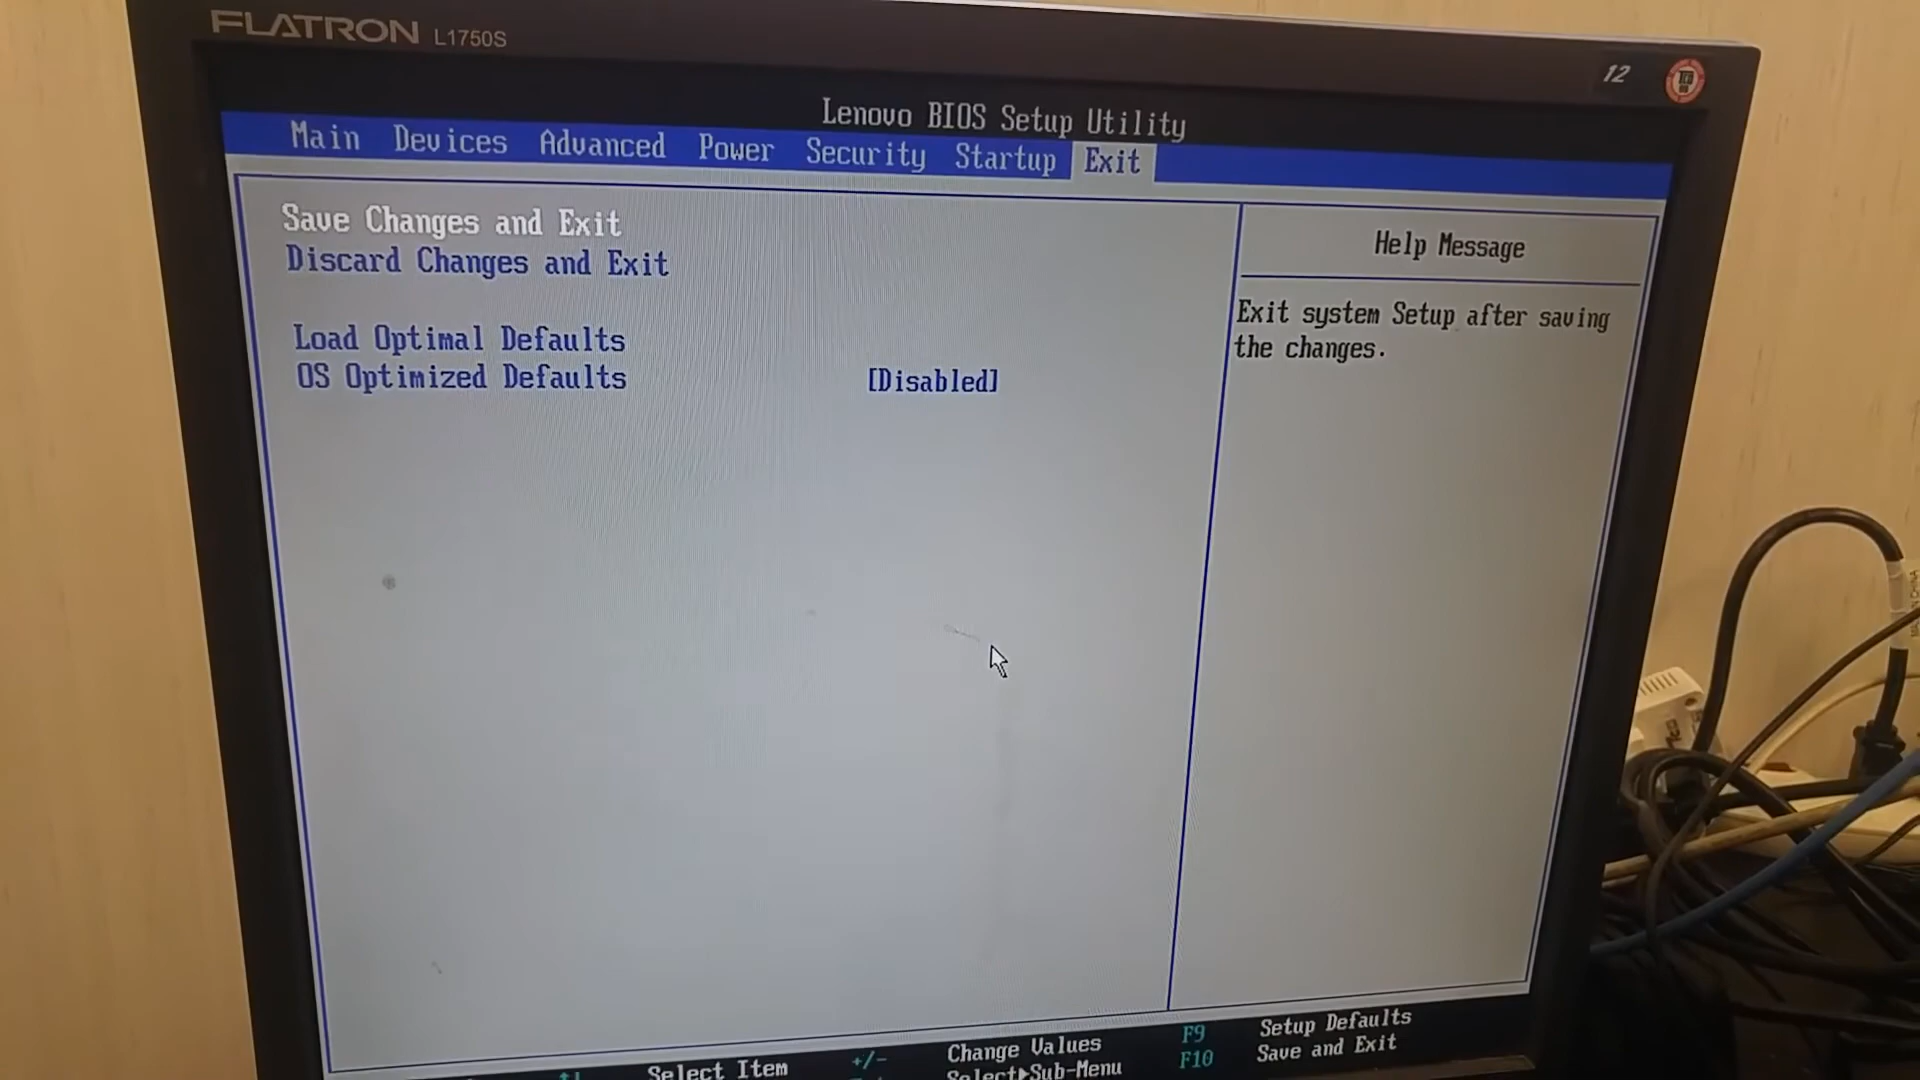 FLATRON L1750S
12
Lenovo BIOS Setup Utility
Main Devices Advanced Power Security Startup Exit
Save Changes and Exit
Discard Changes and Exit
Load Optimal Defaults
OS Optimized Defaults [Disabled]
Help Message
Exit system Setup after saving
the changes.
↑↓ Select Item +/- Change Values F9 Setup Defaults
Select▶Sub-Menu F10 Save and Exit